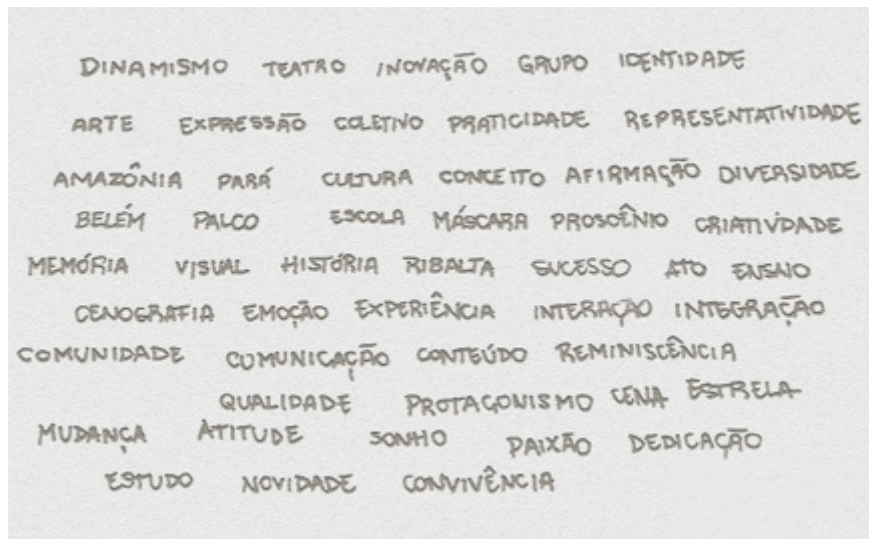 DINAMISMO TEATRO INOVAÇÃO GRUPO IDENTIDADE
ARTE EXPRESSÃO COLETIVO PRATICIDADE REPRESENTATIVIDADE
AMAZÔNIA PARÁ CULTURA CONCEITO AFIRMAÇÃO DIVERSIDADE
BELÉM PALCO ESCOLA MÁSCARA PROSCÊNIO CRIATIVIDADE
MEMÓRIA VISUAL HISTÓRIA RIBALTA SUCESSO ATO ENSINO
CENOGRAFIA EMOÇÃO EXPERIÊNCIA INTERAÇÃO INTEGRAÇÃO
COMUNIDADE COMUNICAÇÃO CONTEÚDO REMINISCÊNCIA
QUALIDADE PROTAGONISMO CENA ESTRELA
MUDANÇA ATITUDE SONHO PAIXÃO DEDICAÇÃO
ESTUDO NOVIDADE CONVIVÊNCIA